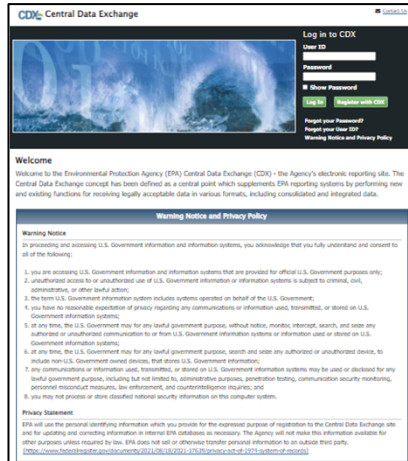 CDX Central Data Exchange
Contact Us
Log in to CDX
User ID
Password
Show Password
Log In Register with CDX
Forgot your Password?
Forgot your User ID?
Warning Notice and Privacy Policy
Welcome
Welcome to the Environmental Protection Agency (EPA) Central Data Exchange (CDX) - the Agency's electronic reporting site. The
Central Data Exchange concept has been defined as a central point which supplements EPA reporting systems by performing new
and existing functions for receiving legally acceptable data in various formats, including consolidated and integrated data.
Warning Notice and Privacy Policy
Warning Notice
In proceeding and accessing U.S. Government information and information systems, you acknowledge that you fully understand and consent to
all of the following:
1. you are accessing U.S. Government information and information systems that are provided for official U.S. Government purposes only;
2. unauthorized access to or unauthorized use of U.S. Government information or information systems is subject to criminal, civil,
administrative, or other lawful action;
3. the term U.S. Government information system includes systems operated on behalf of the U.S. Government;
4. you have no reasonable expectation of privacy regarding any communications or information used, transmitted, or stored on U.S.
Government information systems;
5. at any time, the U.S. Government may for any lawful government purpose, without notice, monitor, intercept, search, and seize any
authorized or unauthorized communication to or from U.S. Government information systems or information used or stored on U.S.
Government information systems;
6. at any time, the U.S. Government may for any lawful government purpose, search and seize any authorized or unauthorized device, to
include non-U.S. Government owned devices, that stores U.S. Government information;
7. any communications or information used, transmitted, or stored on U.S. Government information systems may be used or disclosed for any
lawful government purpose, including but not limited to, administrative purposes, penetration testing, communication security monitoring,
personnel misconduct measures, law enforcement, and counterintelligence inquiries; and
8. you may not process or store classified national security information on this computer system.
Privacy Statement
EPA will use the personal identifying information which you provide for the expressed purpose of registration to the Central Data Exchange site
and for updating and correcting information in internal EPA databases as necessary. The Agency will not make this information available for
other purposes unless required by law. EPA does not sell or otherwise transfer personal information to an outside third party.
[https://www.federalregister.gov/documents/2021/08/18/2021-17639/privacy-act-of-1974-system-of-records]